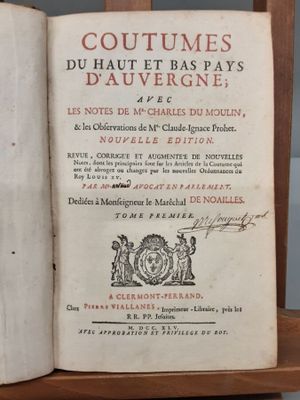 COUTUMES
DU HAUT ET BAS PAYS
D'AUVERGNE;
AVEC
LES NOTES DE Me. CHARLES DU MOULIN,
& les Observations de Me. Claude-Ignace Prohet.
NOUVELLE EDITION.
REVUE, CORRIGÉE ET AUGMENTÉE DE NOUVELLES
Notes, dont les principales sont sur les Articles de la Coutume qui
ont été abrogez ou changez par les nouvelles Ordonnances du
Roy LOUIS XV.
PAR Me. AVOCAT EN PARLEMENT.
Dediées à Monseigneur le Maréchal DE NOAILLES.
TOME PREMIER.
A CLERMONT-FERRAND.
Chez PIERRE VIALLANES, Imprimeur-Libraire, près les
RR. PP. Jesuites.
M. DCC. XLV.
AVEC APPROBATION ET PRIVILEGE DU ROY.